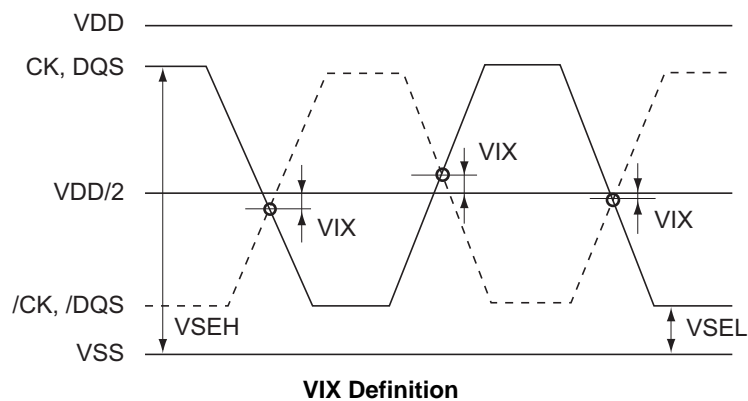 VDD
CK, DQS
VIX
VDD/2
VIX
VIX
/CK, /DQS
VSEH
VSEL
VSS
VIX Definition